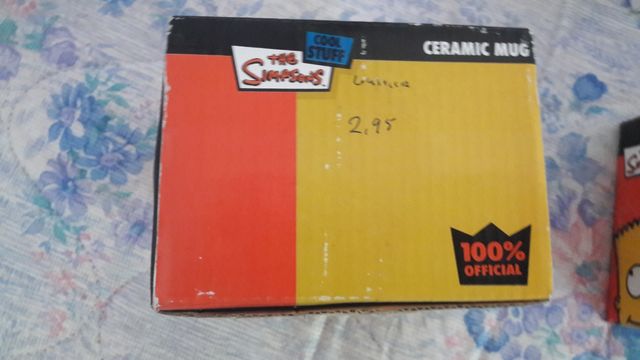 COOL
STUFF
THE
SIMPSONS
CERAMIC MUG
2,95
100%
OFFICIAL